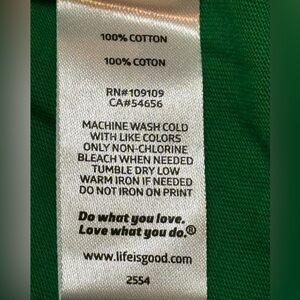 100% COTTON
100% COTON
RN#109109
CA#54656
MACHINE WASH COLD
WITH LIKE COLORS
ONLY NON-CHLORINE
BLEACH WHEN NEEDED
TUMBLE DRY LOW
WARM IRON IF NEEDED
DO NOT IRON ON PRINT
Do what you love.
Love what you do.®
www.lifeisgood.com
2554